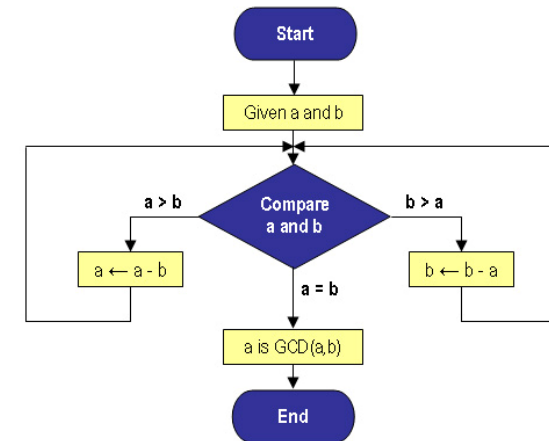 Start
Given a and b
a > b
Compare
a and b
b > a
a ← a - b
b ← b - a
a = b
a is GCD(a,b)
End